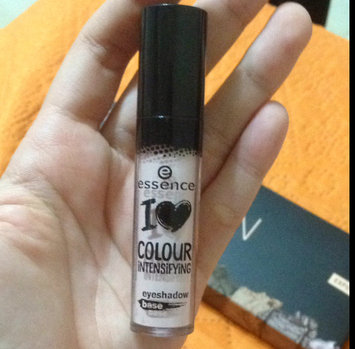 essence
I ♥
COLOUR
INTENSIFYING
eyeshadow
base